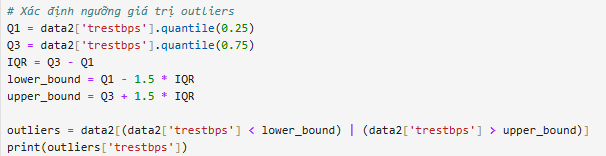 # Xác định ngưỡng giá trị outliers
Q1 = data2['trestbps'].quantile(0.25)
Q3 = data2['trestbps'].quantile(0.75)
IQR = Q3 - Q1
lower_bound = Q1 - 1.5 * IQR
upper_bound = Q3 + 1.5 * IQR
outliers = data2[(data2['trestbps'] < lower_bound) | (data2['trestbps'] > upper_bound)]
print(outliers['trestbps'])